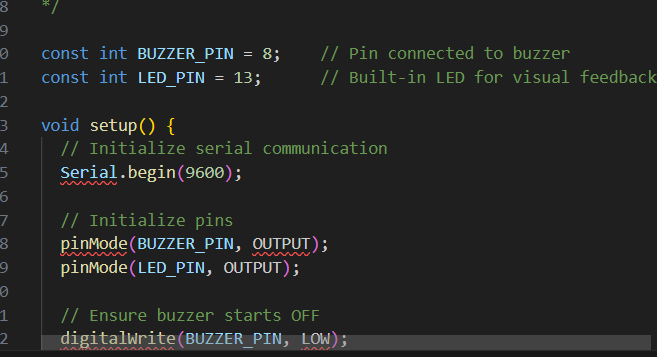 8 */
9
0 const int BUZZER_PIN = 8;    // Pin connected to buzzer
1 const int LED_PIN = 13;      // Built-in LED for visual feedback
2
3 void setup() {
4   // Initialize serial communication
5   Serial.begin(9600);
6
7   // Initialize pins
8   pinMode(BUZZER_PIN, OUTPUT);
9   pinMode(LED_PIN, OUTPUT);
0
1   // Ensure buzzer starts OFF
2   digitalWrite(BUZZER_PIN, LOW);